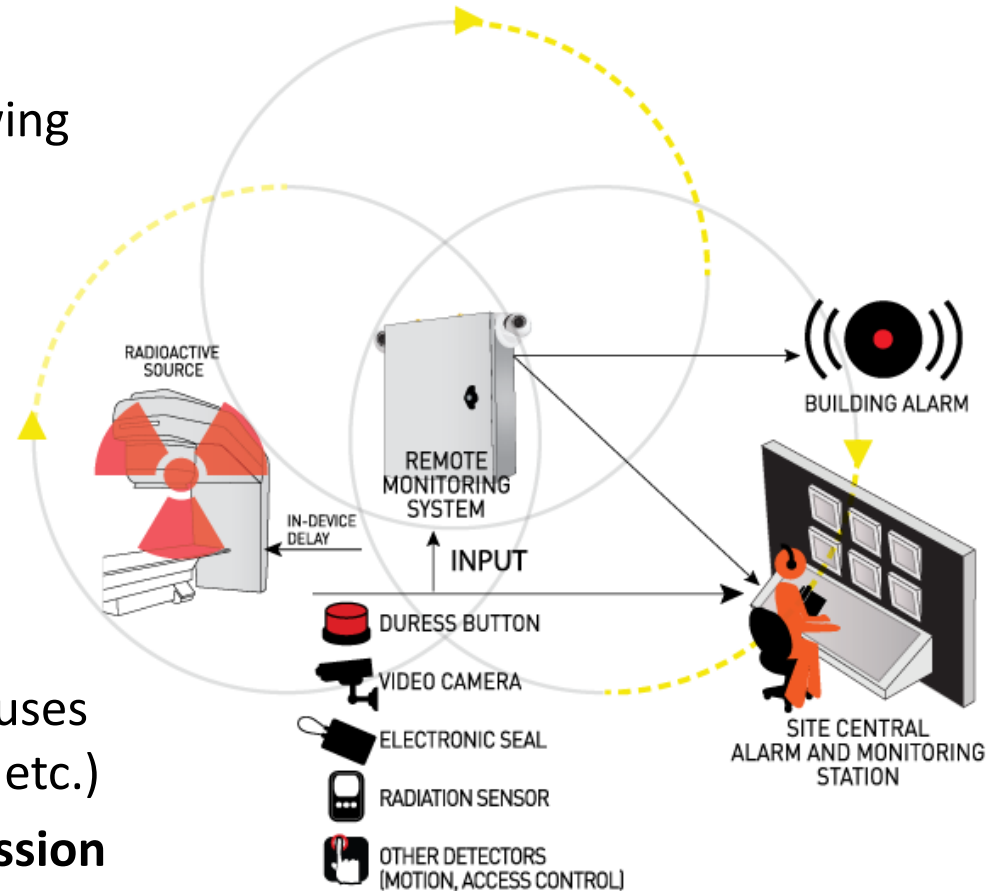 ving
RADIOACTIVE
SOURCE
BUILDING ALARM
REMOTE
MONITORING
SYSTEM
IN-DEVICE
DELAY
INPUT
DURESS BUTTON
VIDEO CAMERA
ELECTRONIC SEAL
RADIATION SENSOR
OTHER DETECTORS
(MOTION, ACCESS CONTROL)
SITE CENTRAL
ALARM AND MONITORING
STATION
uses
etc.)
ssion